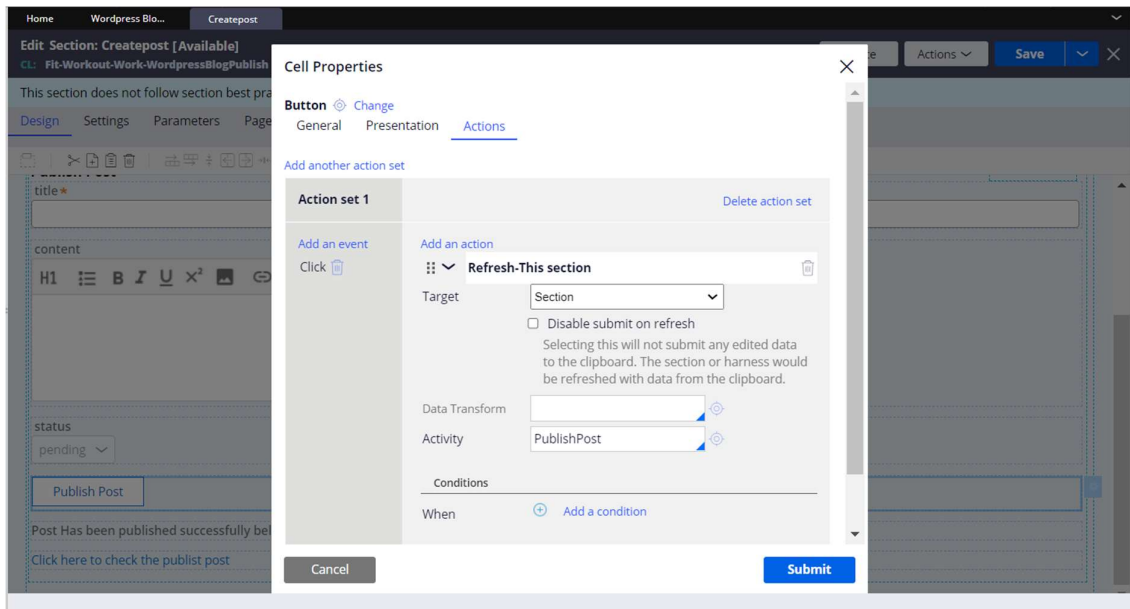 Home Wordpress Blo... Createpost
Edit Section: Createpost [Available]
CL: Fit-Workout-Work-WordpressBlogPublish
Actions Save
This section does not follow section best pra
Design Settings Parameters Page
title *
content
H1 B I U X²
status
pending
Publish Post
Post Has been published successfully bel
Click here to check the publist post
Cell Properties
Button Change
General Presentation Actions
Add another action set
Action set 1 Delete action set
Add an event Add an action
Click Refresh-This section
Target Section
Disable submit on refresh
Selecting this will not submit any edited data
to the clipboard. The section or harness would
be refreshed with data from the clipboard.
Data Transform
Activity PublishPost
Conditions
When Add a condition
Cancel Submit